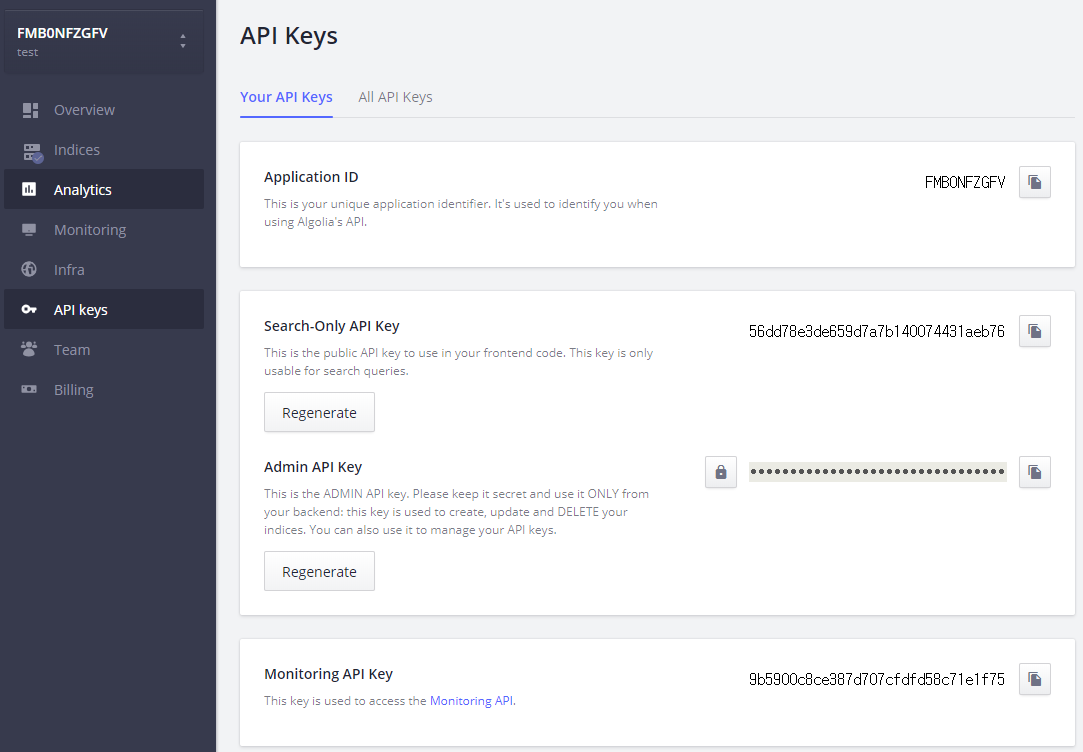 FMB0NFZGFV
test
Overview
Indices
Analytics
Monitoring
Infra
API keys
Team
Billing
API Keys
Your API Keys
All API Keys
Application ID
FMB0NFZGFV
This is your unique application identifier. It's used to identify you when
using Algolia's API.
Search-Only API Key
56dd78e3de659d7a7b140074431aeb76
This is the public API key to use in your frontend code. This key is only
usable for search queries.
Regenerate
Admin API Key
••••••••••••••••••••••••••••••••
This is the ADMIN API key. Please keep it secret and use it ONLY from
your backend: this key is used to create, update and DELETE your
indices. You can also use it to manage your API keys.
Regenerate
Monitoring API Key
9b5900c8ce387d707cfdfd58c71e1f75
This key is used to access the Monitoring API.